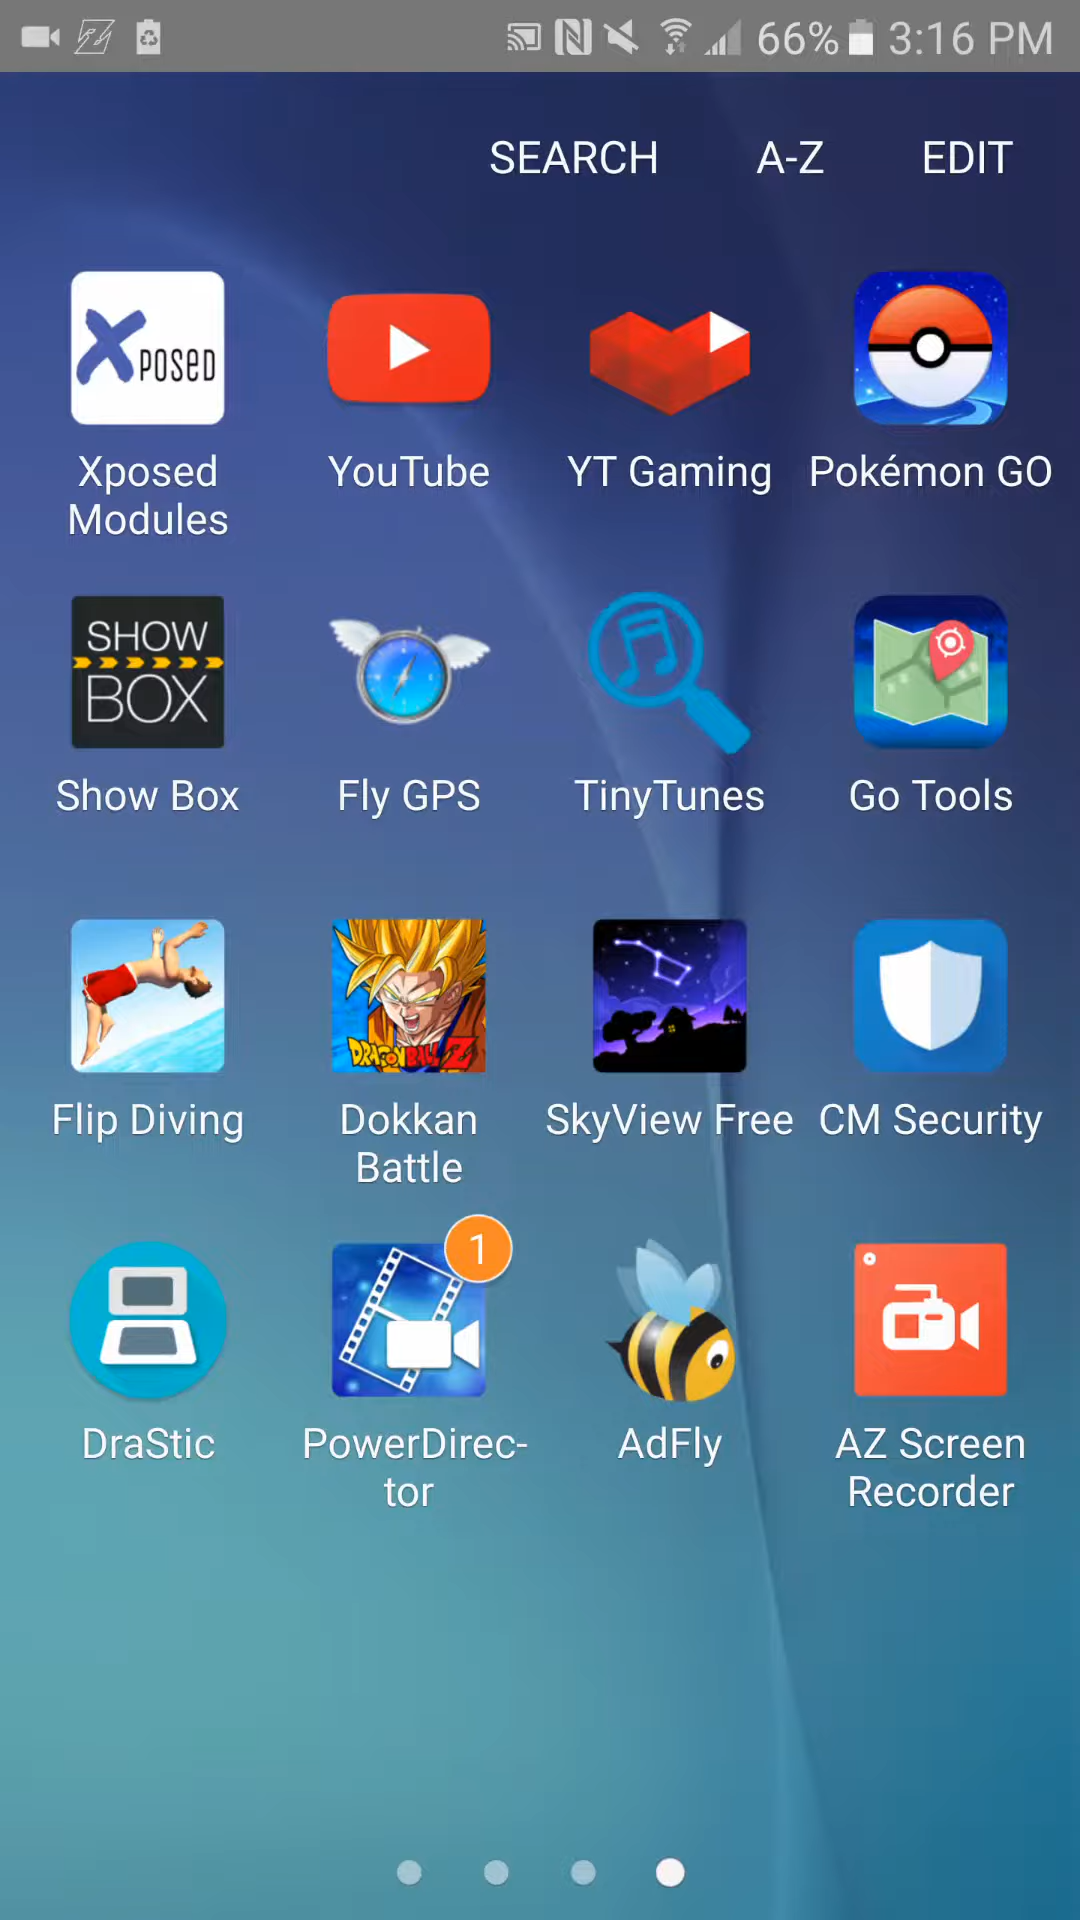 66% 3:16 PM
SEARCH A-Z EDIT
XPOSED
Xposed Modules
YouTube
YT Gaming
Pokémon GO
SHOW
BOX
Show Box
Fly GPS
TinyTunes
Go Tools
DRAGONBALL Z
Flip Diving
Dokkan
Battle
SkyView Free
CM Security
1
DraStic
PowerDirec-
tor
AdFly
AZ Screen
Recorder